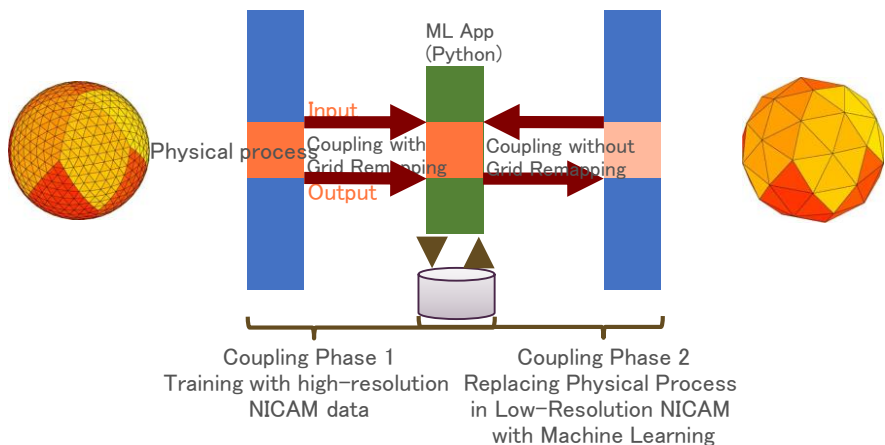 ML App
(Python)
Input
Physical process
Coupling with
Grid Remapping
Output
Coupling without
Grid Remapping
Coupling Phase 1
Training with high-resolution
NICAM data
Coupling Phase 2
Replacing Physical Process
in Low-Resolution NICAM
with Machine Learning